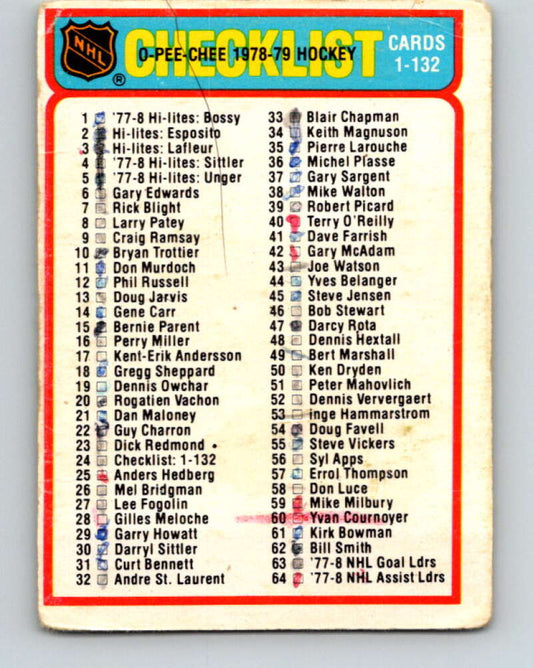 NHL
®
CHECKLIST
O-PEE-CHEE 1978-79 HOCKEY
CARDS
1-132
1 '77-8 Hi-lites: Bossy
2 Hi-lites: Esposito
3 Hi-lites: Lafleur
4 '77-8 Hi-lites: Sittler
5 '77-8 Hi-lites: Unger
6 Gary Edwards
7 Rick Blight
8 Larry Patey
9 Craig Ramsay
10 Bryan Trottier
11 Don Murdoch
12 Phil Russell
13 Doug Jarvis
14 Gene Carr
15 Bernie Parent
16 Perry Miller
17 Kent-Erik Andersson
18 Gregg Sheppard
19 Dennis Owchar
20 Rogatien Vachon
21 Dan Maloney
22 Guy Charron
23 Dick Redmond
24 Checklist: 1-132
25 Anders Hedberg
26 Mel Bridgman
27 Lee Fogolin
28 Gilles Meloche
29 Garry Howatt
30 Darryl Sittler
31 Curt Bennett
32 Andre St. Laurent
33 Blair Chapman
34 Keith Magnuson
35 Pierre Larouche
36 Michel Plasse
37 Gary Sargent
38 Mike Walton
39 Robert Picard
40 Terry O'Reilly
41 Dave Farrish
42 Gary McAdam
43 Joe Watson
44 Yves Belanger
45 Steve Jensen
46 Bob Stewart
47 Darcy Rota
48 Dennis Hextall
49 Bert Marshall
50 Ken Dryden
51 Peter Mahovlich
52 Dennis Ververgaert
53 Inge Hammarstrom
54 Doug Favell
55 Steve Vickers
56 Syl Apps
57 Errol Thompson
58 Don Luce
59 Mike Milbury
60 Yvan Cournoyer
61 Kirk Bowman
62 Bill Smith
63 '77-8 NHL Goal Ldrs
64 '77-8 NHL Assist Ldrs